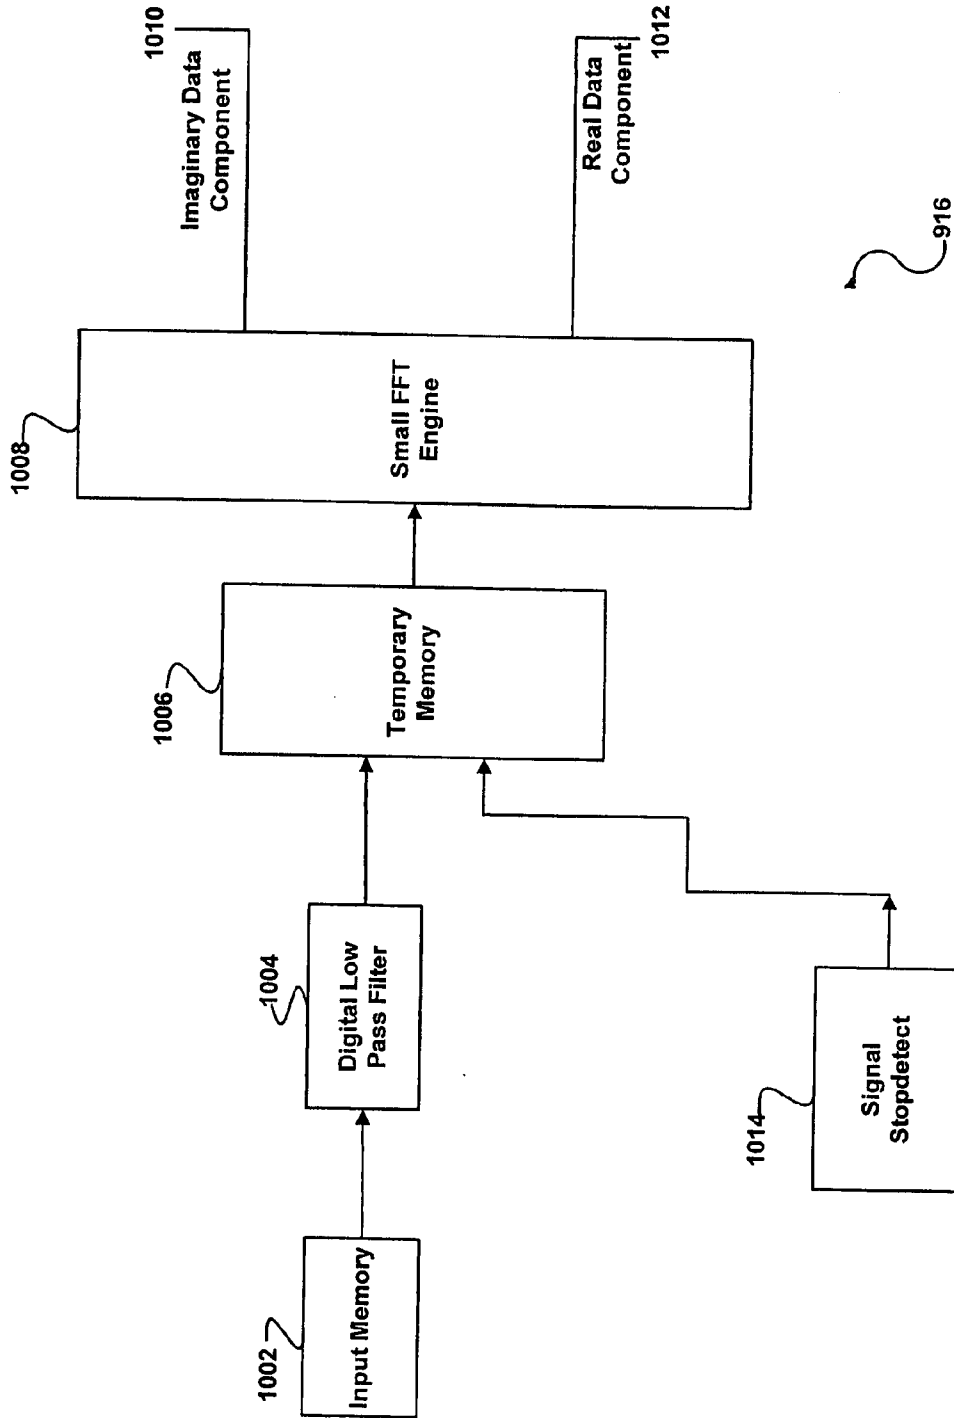 1002
Input Memory
1004
Digital Low
Pass Filter
1006
Temporary
Memory
1008
Small FFT
Engine
Imaginary Data
Component
1010
Real Data
Component
1012
1014
Signal
Stopdetect
916